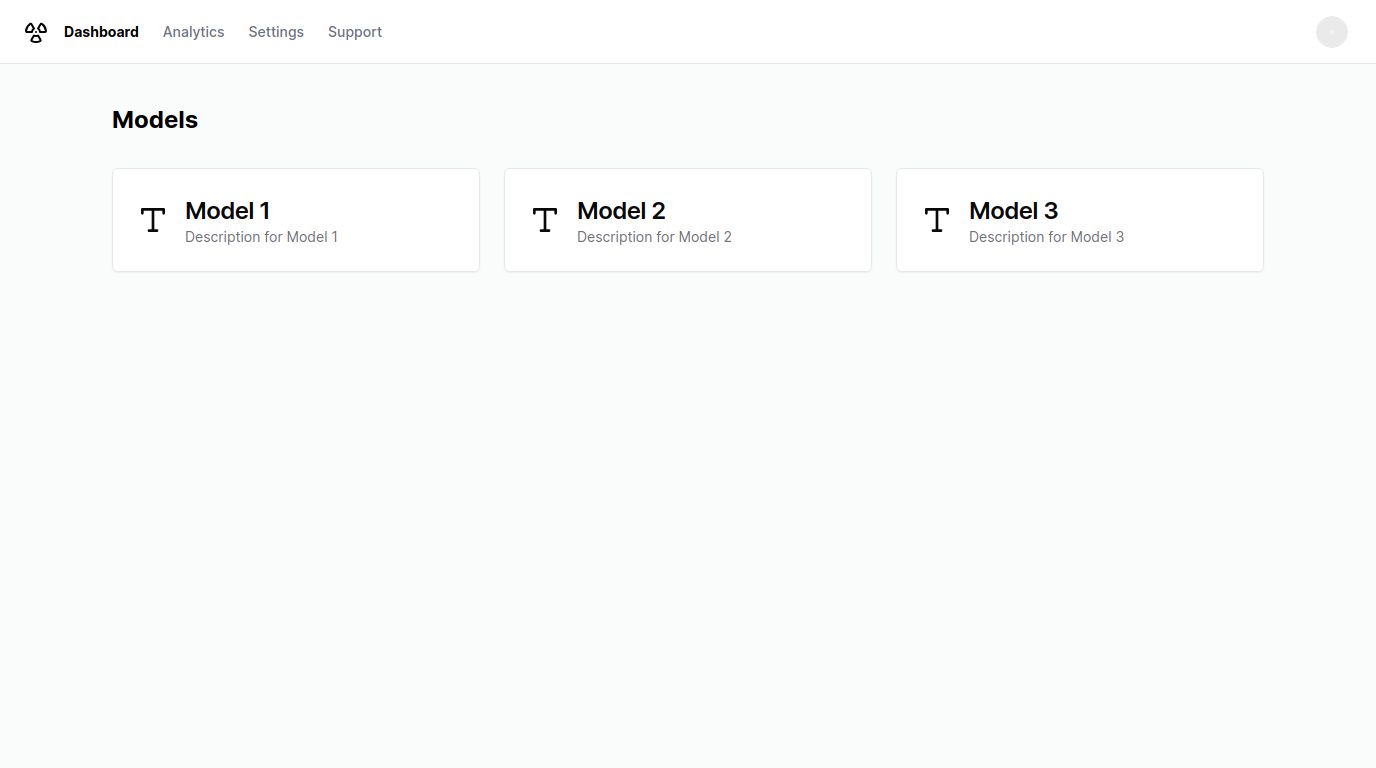 Dashboard Analytics Settings Support
Models
Model 1
Description for Model 1
Model 2
Description for Model 2
Model 3
Description for Model 3